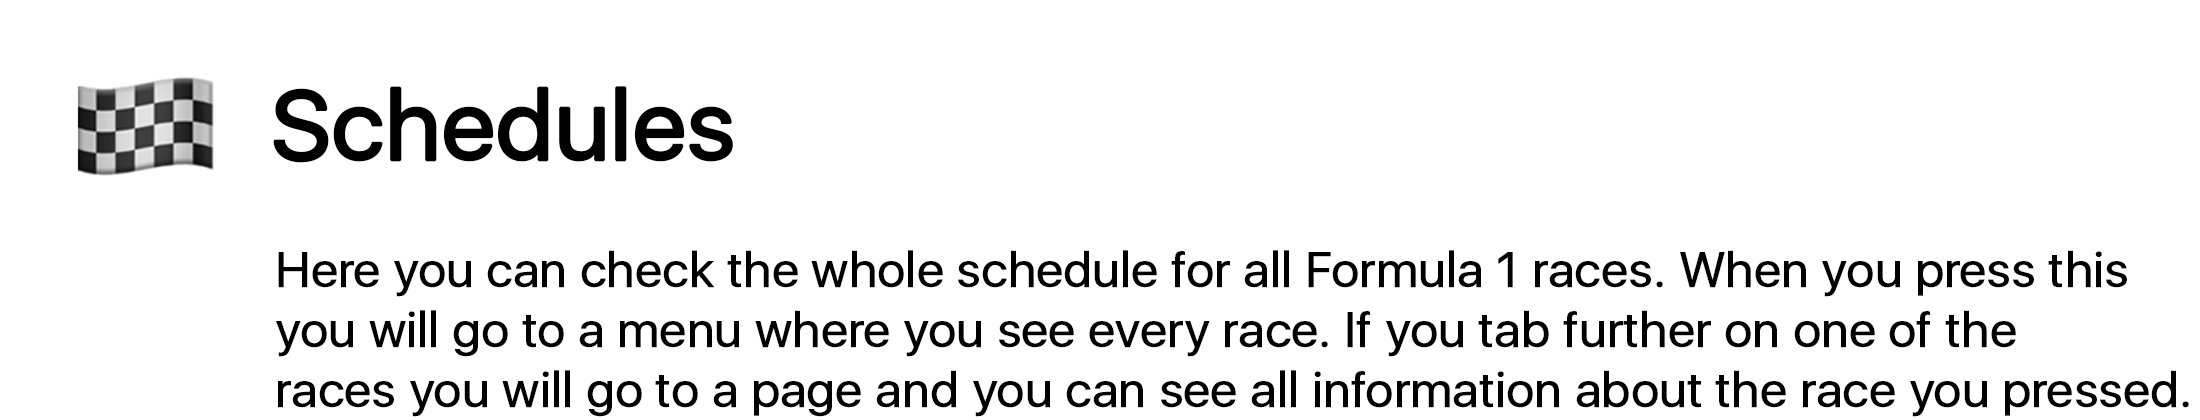 Schedules
Here you can check the whole schedule for all Formula 1 races. When you press this
you will go to a menu where you see every race. If you tab further on one of the
races you will go to a page and you can see all information about the race you pressed.